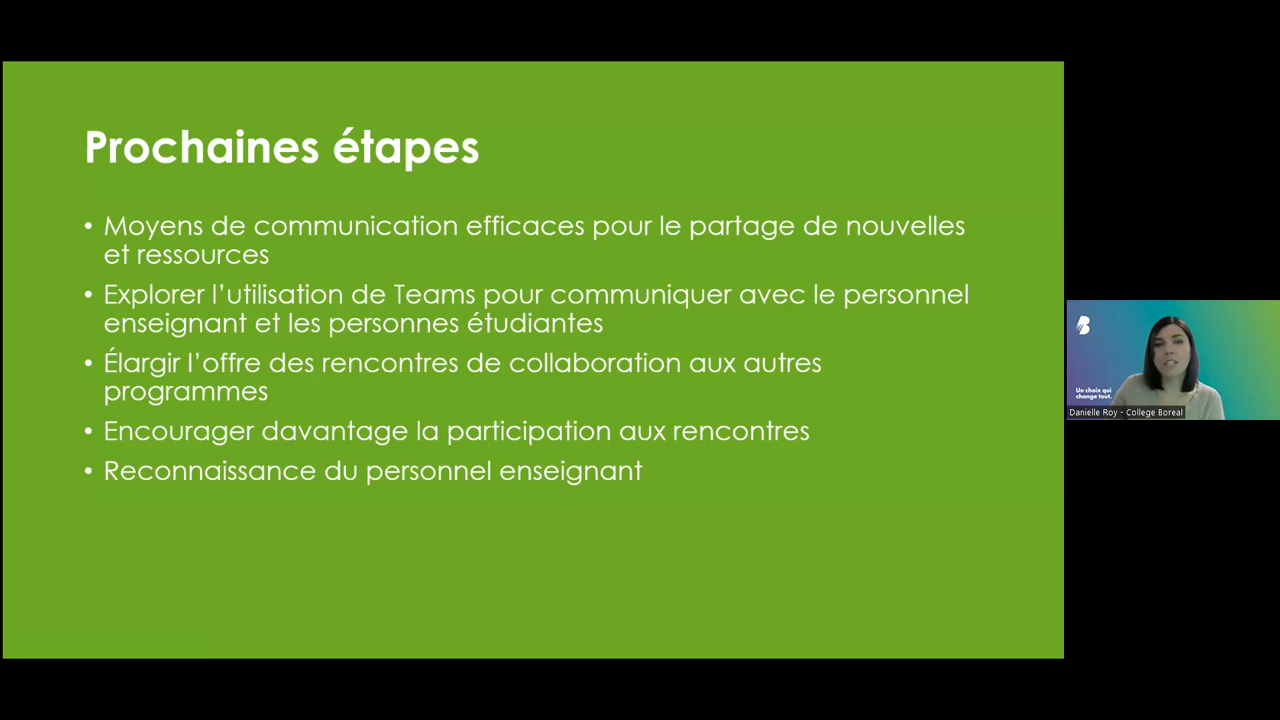 Prochaines étapes
• Moyens de communication efficaces pour le partage de nouvelles
et ressources
• Explorer l’utilisation de Teams pour communiquer avec le personnel
enseignant et les personnes étudiantes
• Élargir l’offre des rencontres de collaboration aux autres
programmes
• Encourager davantage la participation aux rencontres
• Reconnaissance du personnel enseignant
Un choix qui
change tout.
Danielle Roy - College Boreal